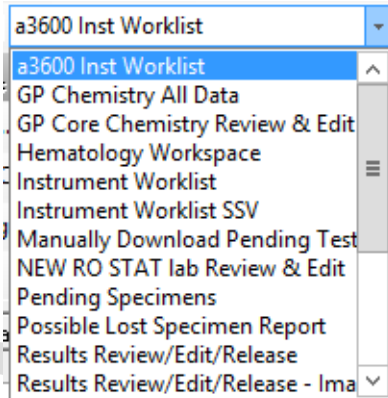 a3600 Inst Worklist
a3600 Inst Worklist
GP Chemistry All Data
GP Core Chemistry Review & Edit
Hematology Workspace
Instrument Worklist
Instrument Worklist SSV
Manually Download Pending Test
NEW RO STAT lab Review & Edit
Pending Specimens
Possible Lost Specimen Report
Results Review/Edit/Release
Results Review/Edit/Release - Ima